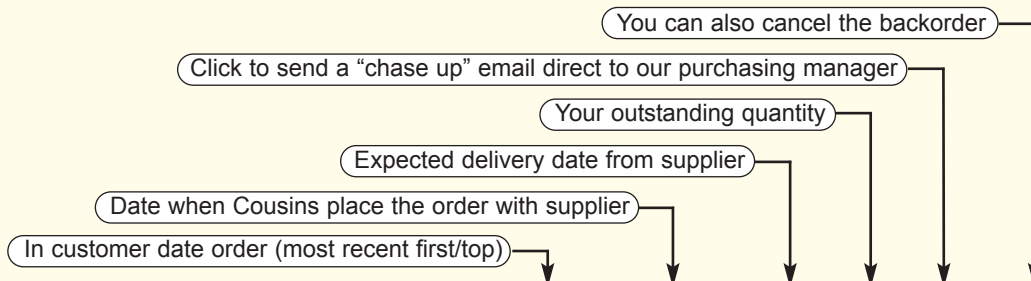 You can also cancel the backorder
Click to send a “chase up” email direct to our purchasing manager
Your outstanding quantity
Expected delivery date from supplier
Date when Cousins place the order with supplier
In customer date order (most recent first/top)